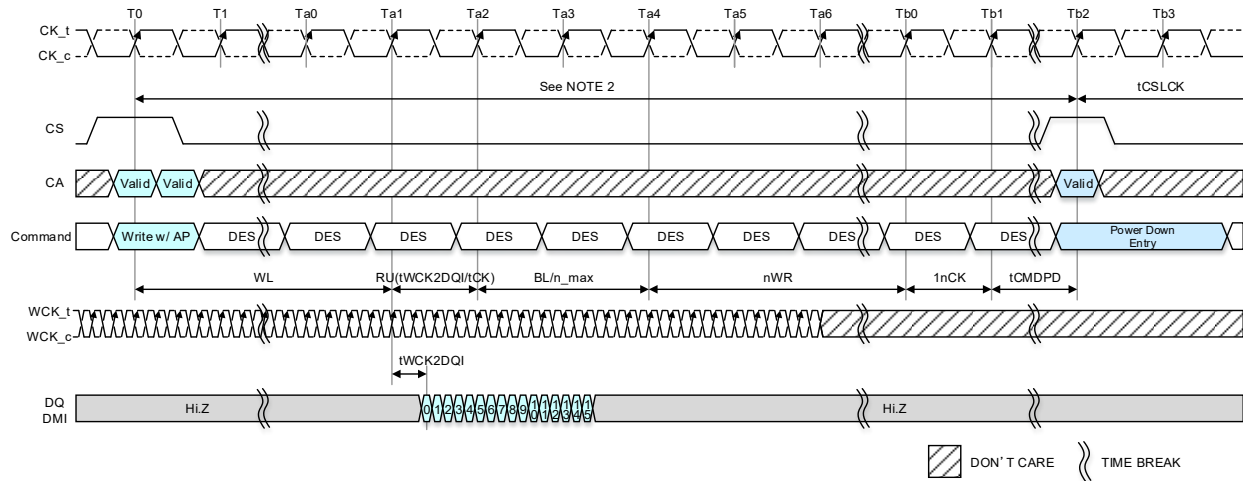 T0 T1 Ta0 Ta1 Ta2 Ta3 Ta4 Ta5 Ta6 Tb0 Tb1 Tb2 Tb3
CK_t
CK_c
See NOTE 2 tCSLCK
CS
CA Valid Valid Valid
Command Write w/ AP DES DES DES DES DES DES DES DES DES DES Power Down
Entry
WL RU(tWCK2DQI/tCK) BL/n_max nWR 1nCK tCMDPD
WCK_t
WCK_c
tWCK2DQI
DQ
DMI
Hi.Z 0 1 2 3 4 5 6 7 8 9 10 11 12 13 14 15 Hi.Z
DON'T CARE TIME BREAK